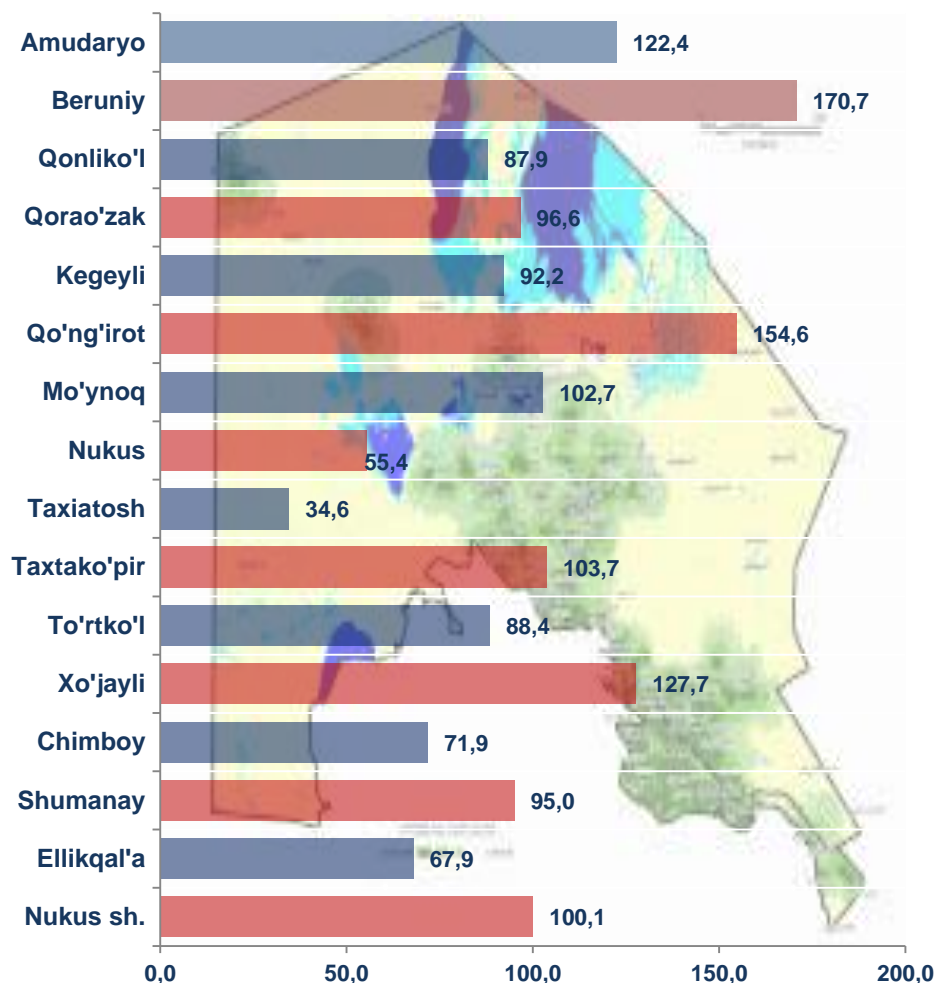 Amudaryo 122,4
Beruniy 170,7
Qonliko'l 87,9
Qorao'zak 96,6
Kegeyli 92,2
Qo'ng'irot 154,6
Mo'ynoq 102,7
Nukus 55,4
Taxiatosh 34,6
Taxtako'pir 103,7
To'rtko'l 88,4
Xo'jayli 127,7
Chimboy 71,9
Shumanay 95,0
Ellikqal'a 67,9
Nukus sh. 100,1
0,0 50,0 100,0 150,0 200,0